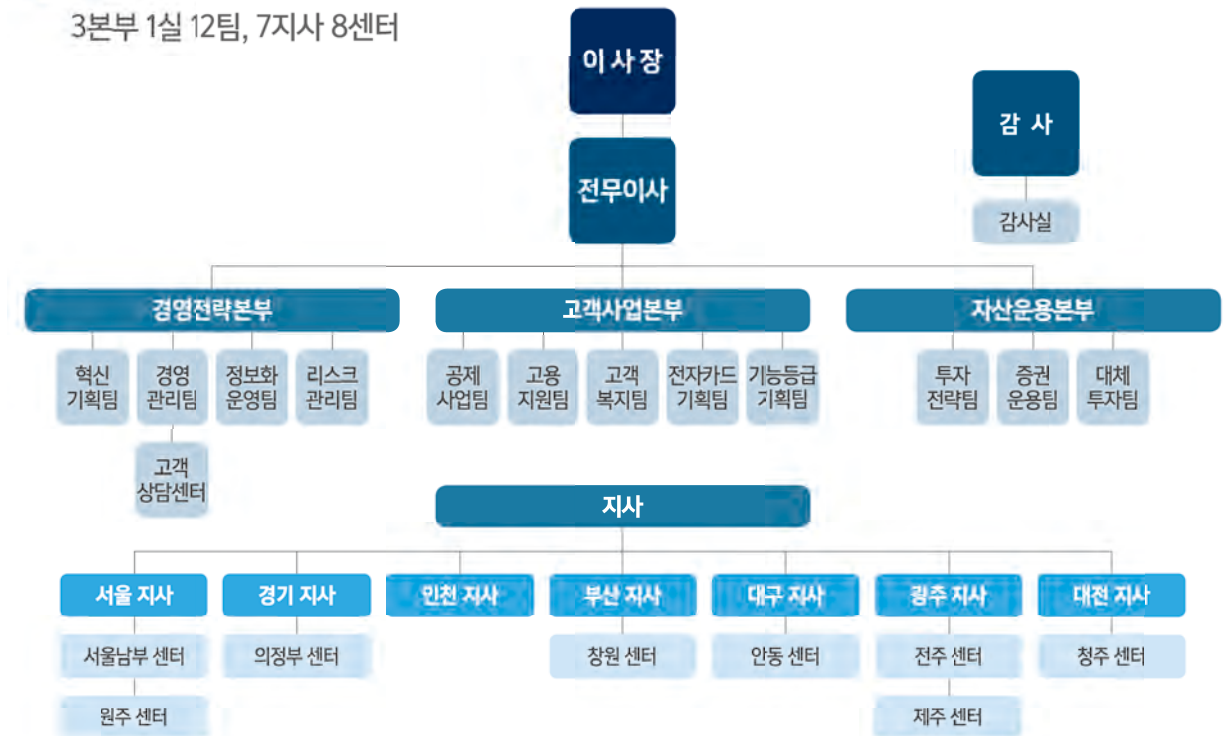 3본부 1실 12팀, 7지사 8센터
이사장
감 사
전무이사
감사실
경영전략본부
고객사업본부
자산운용본부
혁신
기획팀
경영
관리팀
정보화
운영팀
리스크
관리팀
공제
사업팀
고용
지원팀
고객
복지팀
전자카드
기획팀
기능등급
기획팀
투자
전략팀
증권
운용팀
대체
투자팀
고객
상담센터
지사
서울 지사
경기 지사
인천 지사
부산 지사
대구 지사
광주 지사
대전 지사
서울남부 센터
의정부 센터
창원 센터
안동 센터
전주 센터
청주 센터
원주 센터
제주 센터